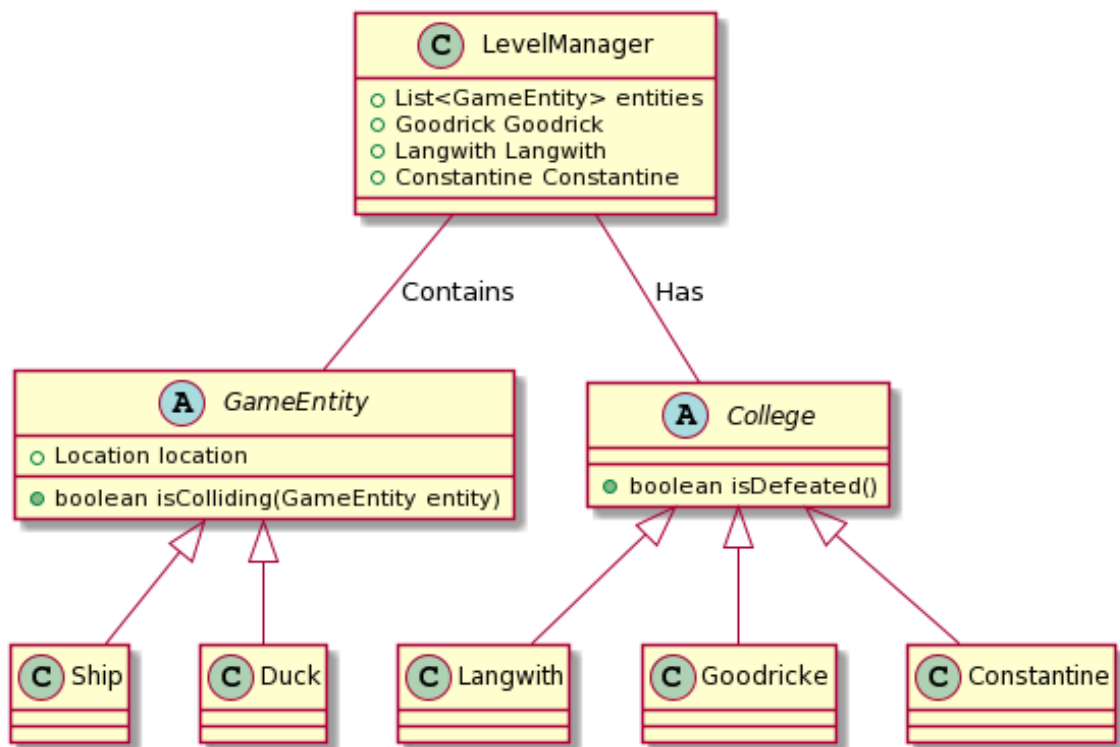 C LevelManager
List<GameEntity> entities
Goodrick Goodrick
Langwith Langwith
Constantine Constantine
Contains
Has
A GameEntity
Location location
boolean isColliding(GameEntity entity)
A College
boolean isDefeated()
C Ship
C Duck
C Langwith
C Goodricke
C Constantine